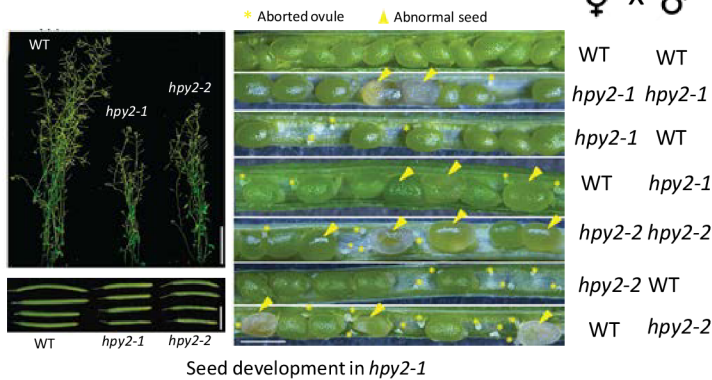 * Aborted ovule ▲ Abnormal seed
♀ × ♂
WT
hpy2-1
hpy2-2
WT WT
hpy2-1 hpy2-1
hpy2-1 WT
WT hpy2-1
hpy2-2 hpy2-2
hpy2-2 WT
WT hpy2-2
WT hpy2-1 hpy2-2
Seed development in hpy2-1